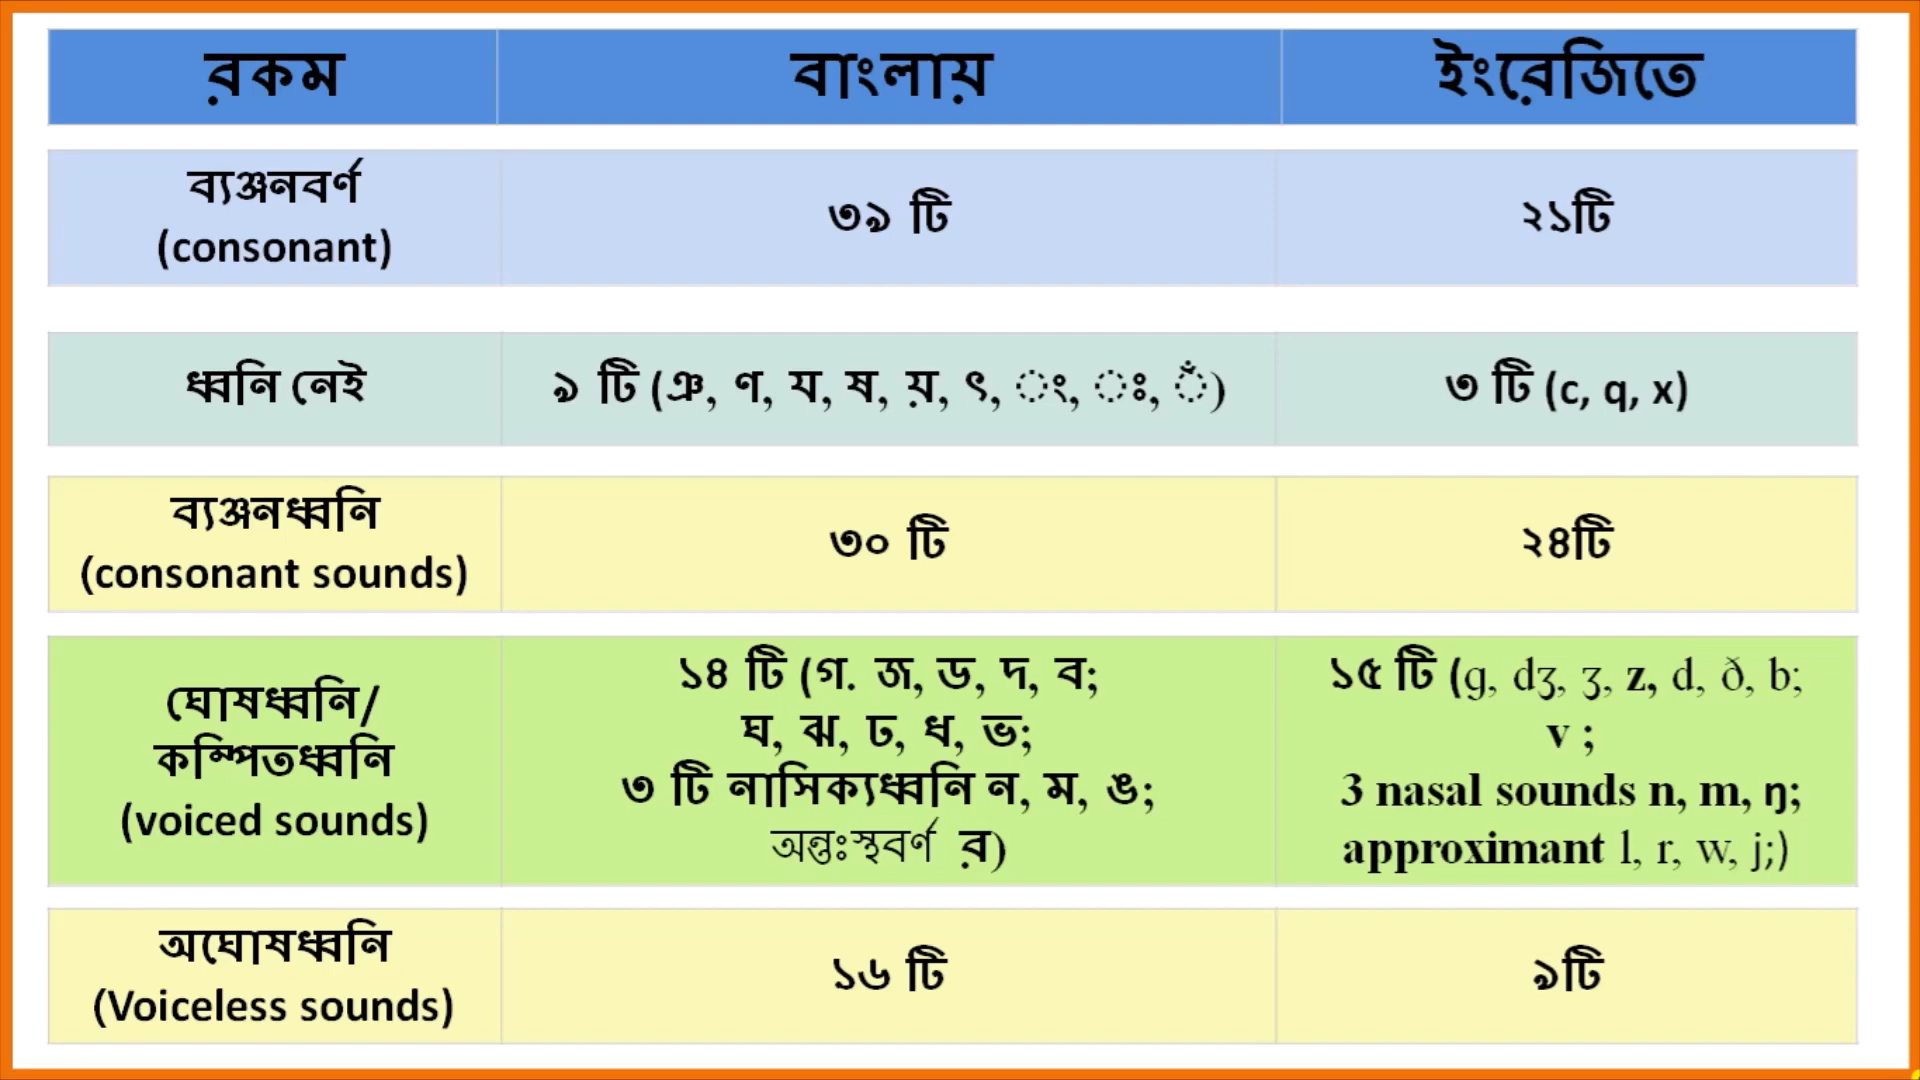 রকম
বাংলায়
ইংরেজিতে
ব্যঞ্জনবর্ণ
(consonant)
৩৯ টি
২১টি
ধ্বনি নেই
৯ টি (ঞ, ণ, য, ষ, য়, ৎ, ং, ঃ, ঁ)
৩ টি (c, q, x)
ব্যঞ্জনধ্বনি
(consonant sounds)
৩০ টি
২৪টি
ঘোষধ্বনি/
কম্পিতধ্বনি
(voiced sounds)
১৪ টি (গ. জ, ড, দ, ব;
ঘ, ঝ, ঢ, ধ, ভ;
৩ টি নাসিক্যধ্বনি ন, ম, ঙ;
অন্তঃস্থবর্ণ র)
১৫ টি (g, dʒ, ʒ, z, d, ð, b;
v ;
3 nasal sounds n, m, ŋ;
approximant l, r, w, j;)
অঘোষধ্বনি
(Voiceless sounds)
১৬ টি
৯টি